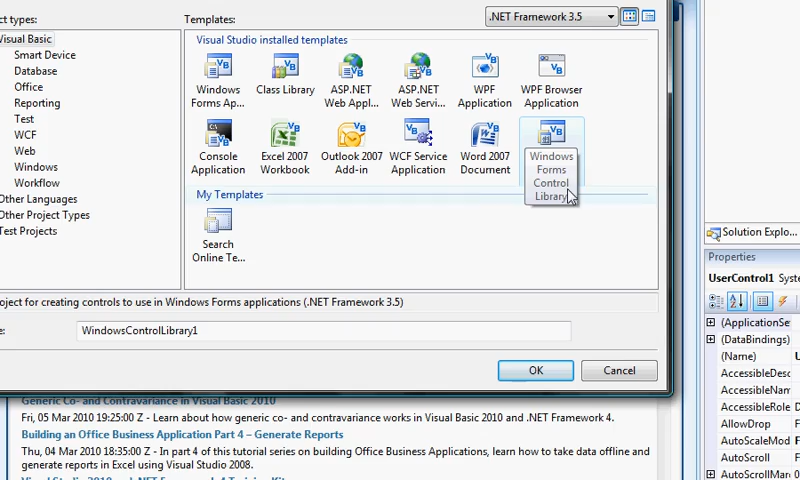 ct types:
Templates:
.NET Framework 3.5
Visual Basic
Smart Device
Database
Office
Reporting
Test
WCF
Web
Windows
Workflow
Other Languages
Other Project Types
Test Projects
Visual Studio installed templates
Windows Forms Ap...
Class Library
ASP.NET Web Appl...
ASP.NET Web Servi...
WPF Application
WPF Browser Application
Console Application
Excel 2007 Workbook
Outlook 2007 Add-in
WCF Service Application
Word 2007 Document
Windows Forms Control Library
My Templates
Search Online Te...
oject for creating controls to use in Windows Forms applications (.NET Framework 3.5)
e:
WindowsControlLibrary1
OK
Cancel
Solution Explo...
Properties
UserControl1 Syste
(ApplicationSe
(DataBindings)
(Name)
AccessibleDesc
AccessibleNam
AccessibleRole
AllowDrop
AutoScaleMod
AutoScroll
AutoScrollMarg
Generic Co- and Contravariance in Visual Basic 2010
Fri, 05 Mar 2010 19:25:00 Z - Learn about how generic co- and contravariance works in Visual Basic 2010 and .NET Framework 4.
Building an Office Business Application Part 4 – Generate Reports
Thu, 04 Mar 2010 18:35:00 Z - In part 4 of this tutorial series on building Office Business Applications, learn how to take data offline and
generate reports in Excel using Visual Studio 2008.